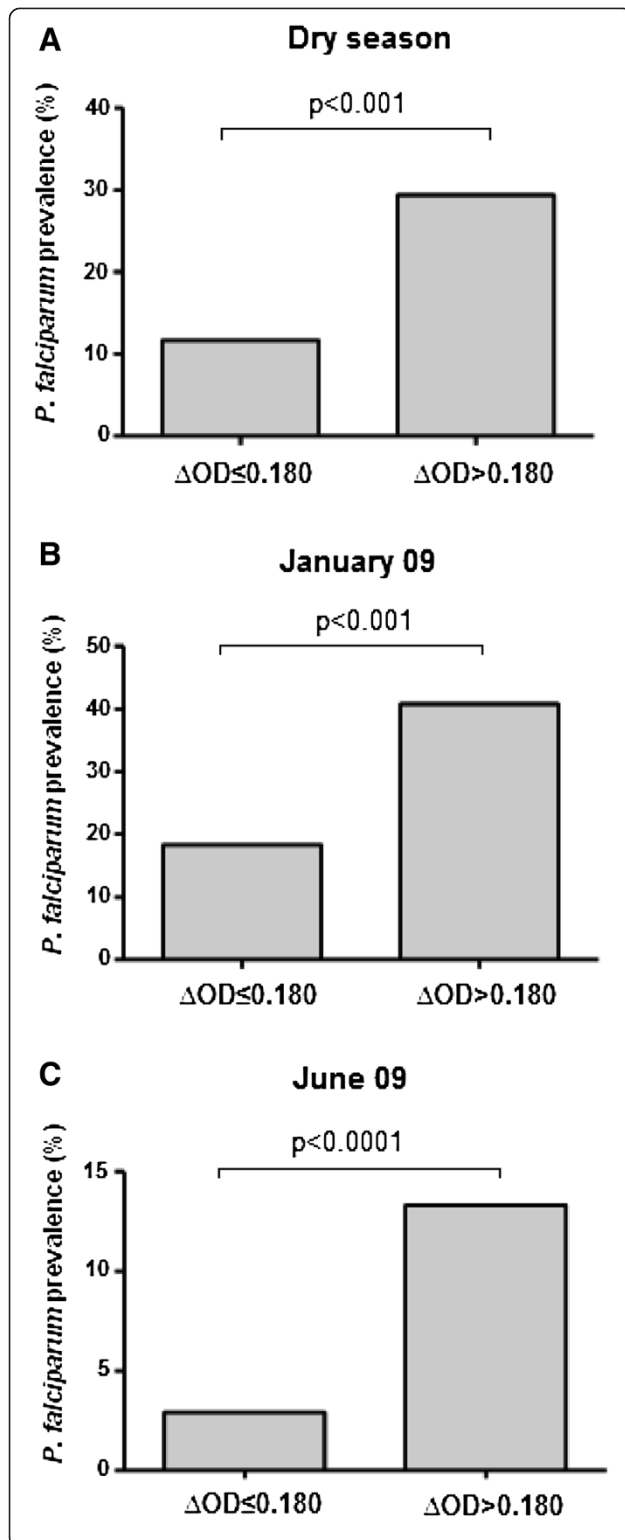 A
Dry season
P. falciparum prevalence (%)
40
30
20
10
0
p<0.001
ΔOD≤0.180
ΔOD>0.180
B
January 09
P. falciparum prevalence (%)
50
40
30
20
10
0
p<0.001
ΔOD≤0.180
ΔOD>0.180
C
June 09
P. falciparum prevalence (%)
15
10
5
0
p<0.0001
ΔOD≤0.180
ΔOD>0.180